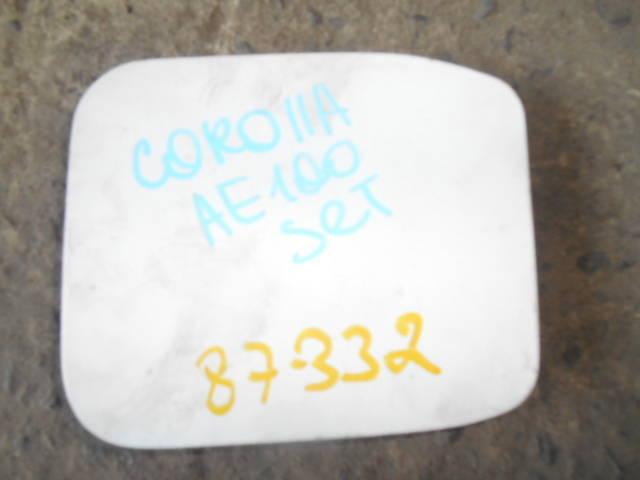 COROllA
AE100
SeT
87-332